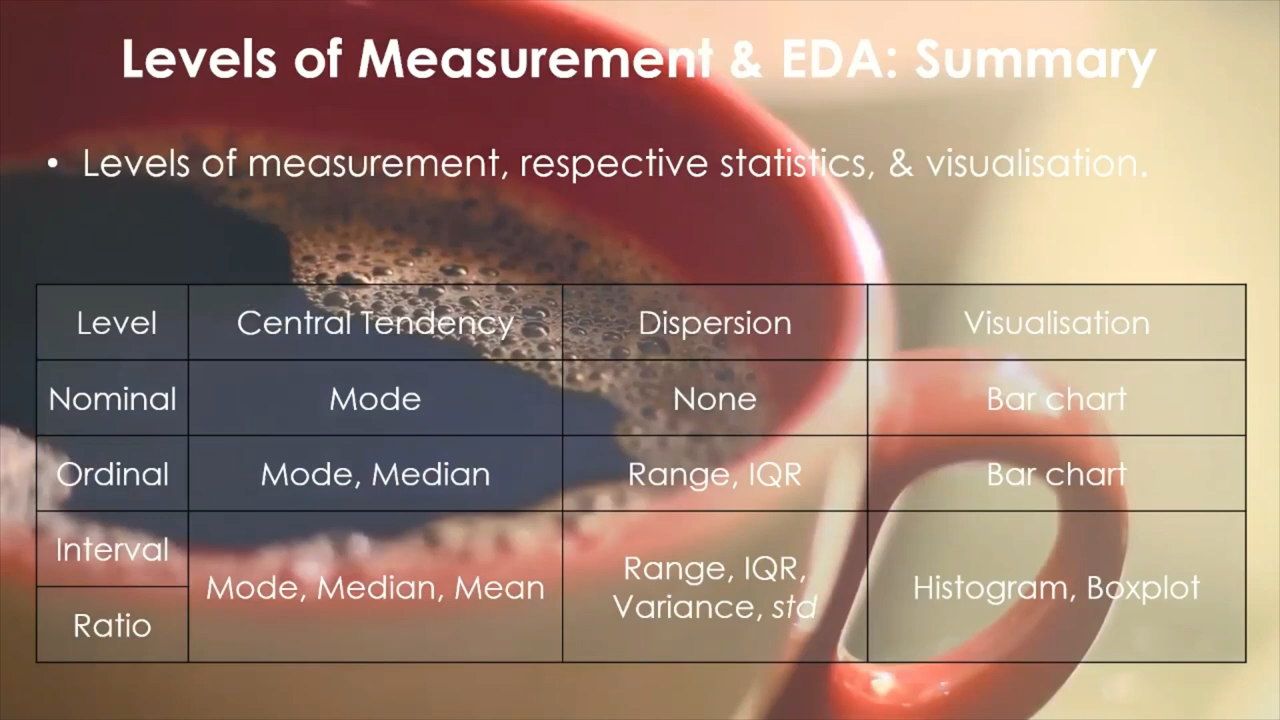 Levels of Measurement & EDA: Summary
• Levels of measurement, respective statistics, & visualisation.
Level Central Tendency Dispersion Visualisation
Nominal Mode None Bar chart
Ordinal Mode, Median Range, IQR Bar chart
Interval
Ratio
Mode, Median, Mean
Range, IQR,
Variance, std
Histogram, Boxplot